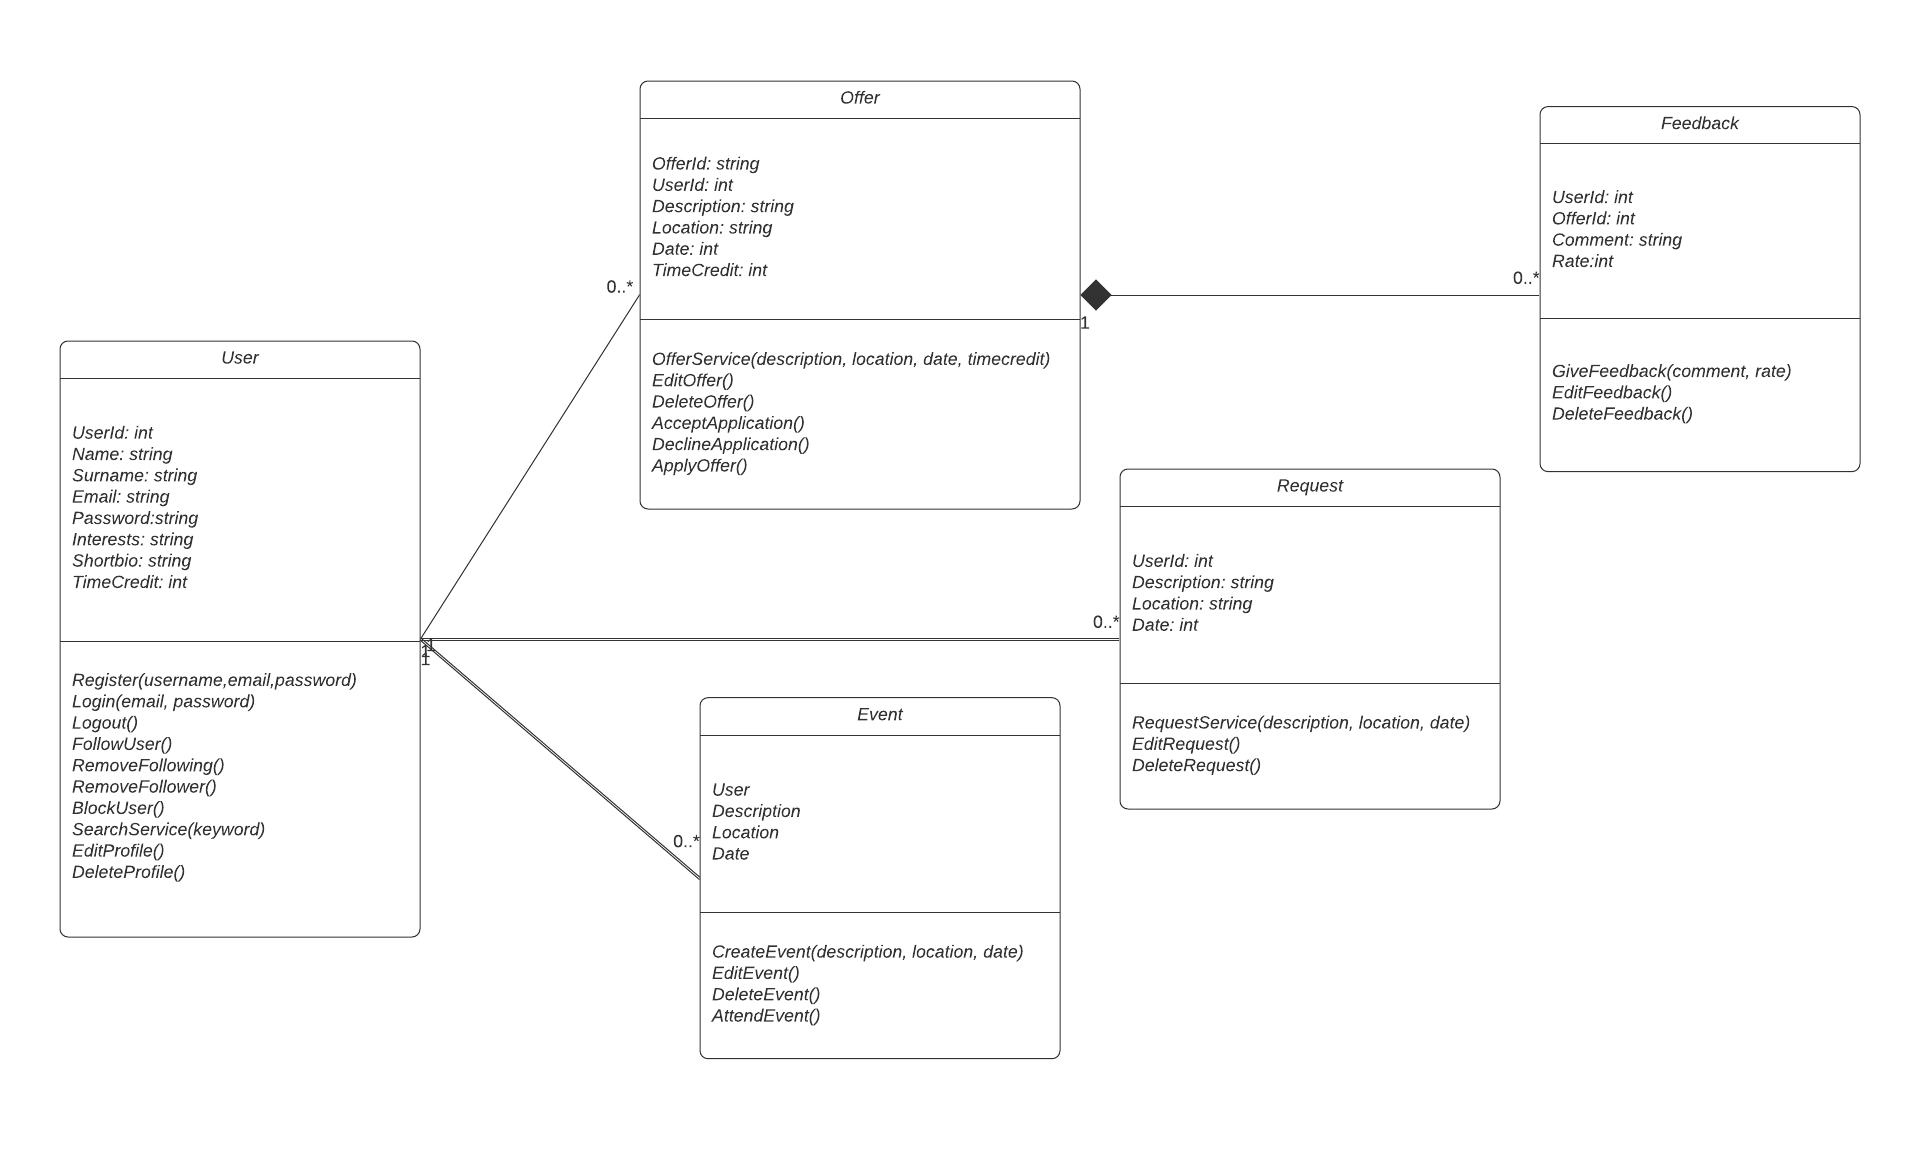 Offer
OfferId: string
UserId: int
Description: string
Location: string
Date: int
TimeCredit: int
OfferService(description, location, date, timecredit)
EditOffer()
DeleteOffer()
AcceptApplication()
DeclineApplication()
ApplyOffer()
0..*
1
0..*
Feedback
UserId: int
OfferId: int
Comment: string
Rate:int
GiveFeedback(comment, rate)
EditFeedback()
DeleteFeedback()
User
UserId: int
Name: string
Surname: string
Email: string
Password:string
Interests: string
Shortbio: string
TimeCredit: int
Register(username,email,password)
Login(email, password)
Logout()
FollowUser()
RemoveFollowing()
RemoveFollower()
BlockUser()
SearchService(keyword)
EditProfile()
DeleteProfile()
1
1
1
0..*
Request
UserId: int
Description: string
Location: string
Date: int
RequestService(description, location, date)
EditRequest()
DeleteRequest()
0..*
Event
User
Description
Location
Date
CreateEvent(description, location, date)
EditEvent()
DeleteEvent()
AttendEvent()